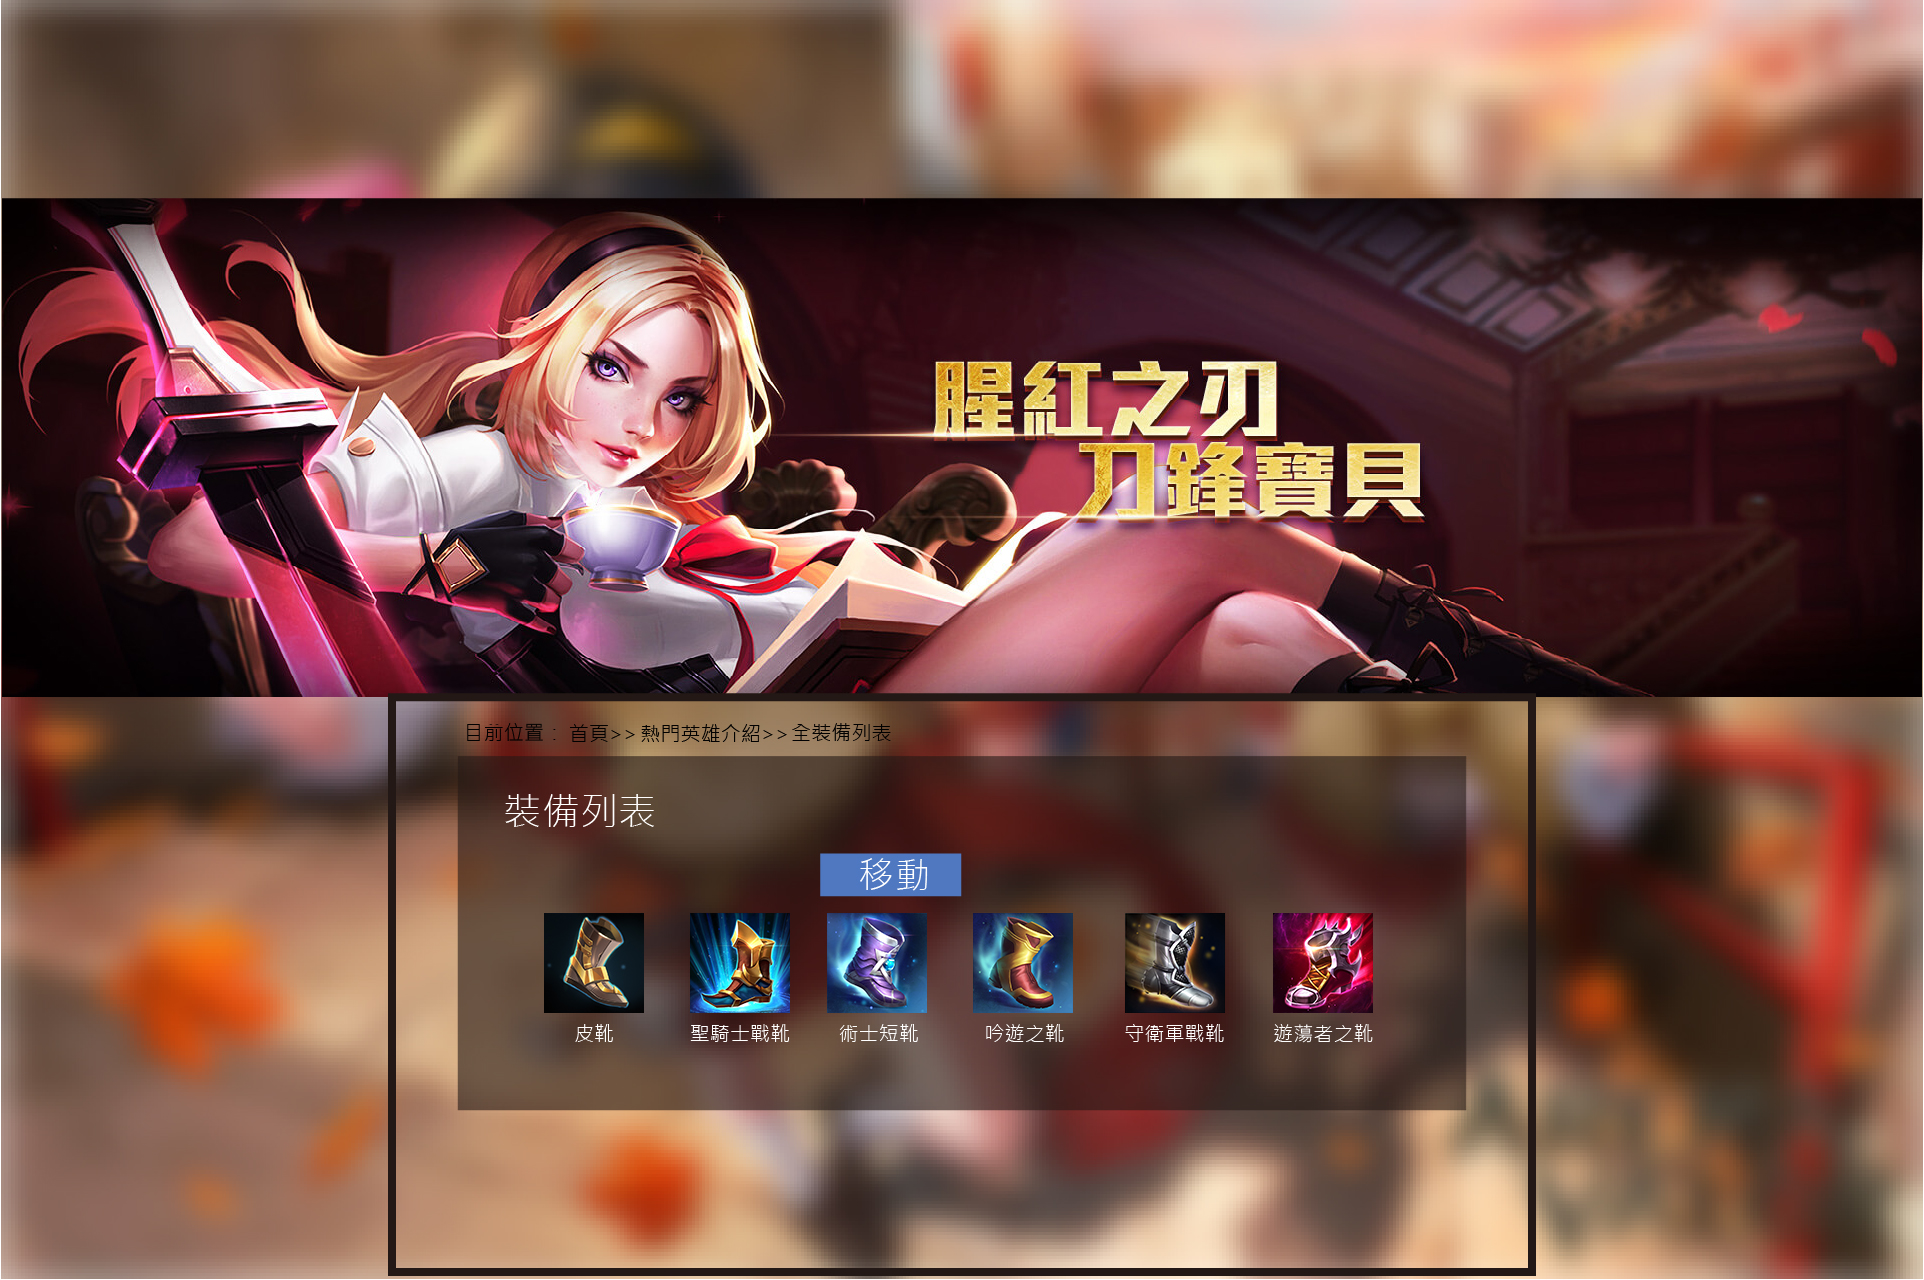 腥紅之刃
刀鋒寶貝
目前位置： 首頁>> 熱門英雄介紹>> 全裝備列表
裝備列表
移動
皮靴 聖騎士戰靴 術士短靴 吟遊之靴 守衛軍戰靴 遊蕩者之靴